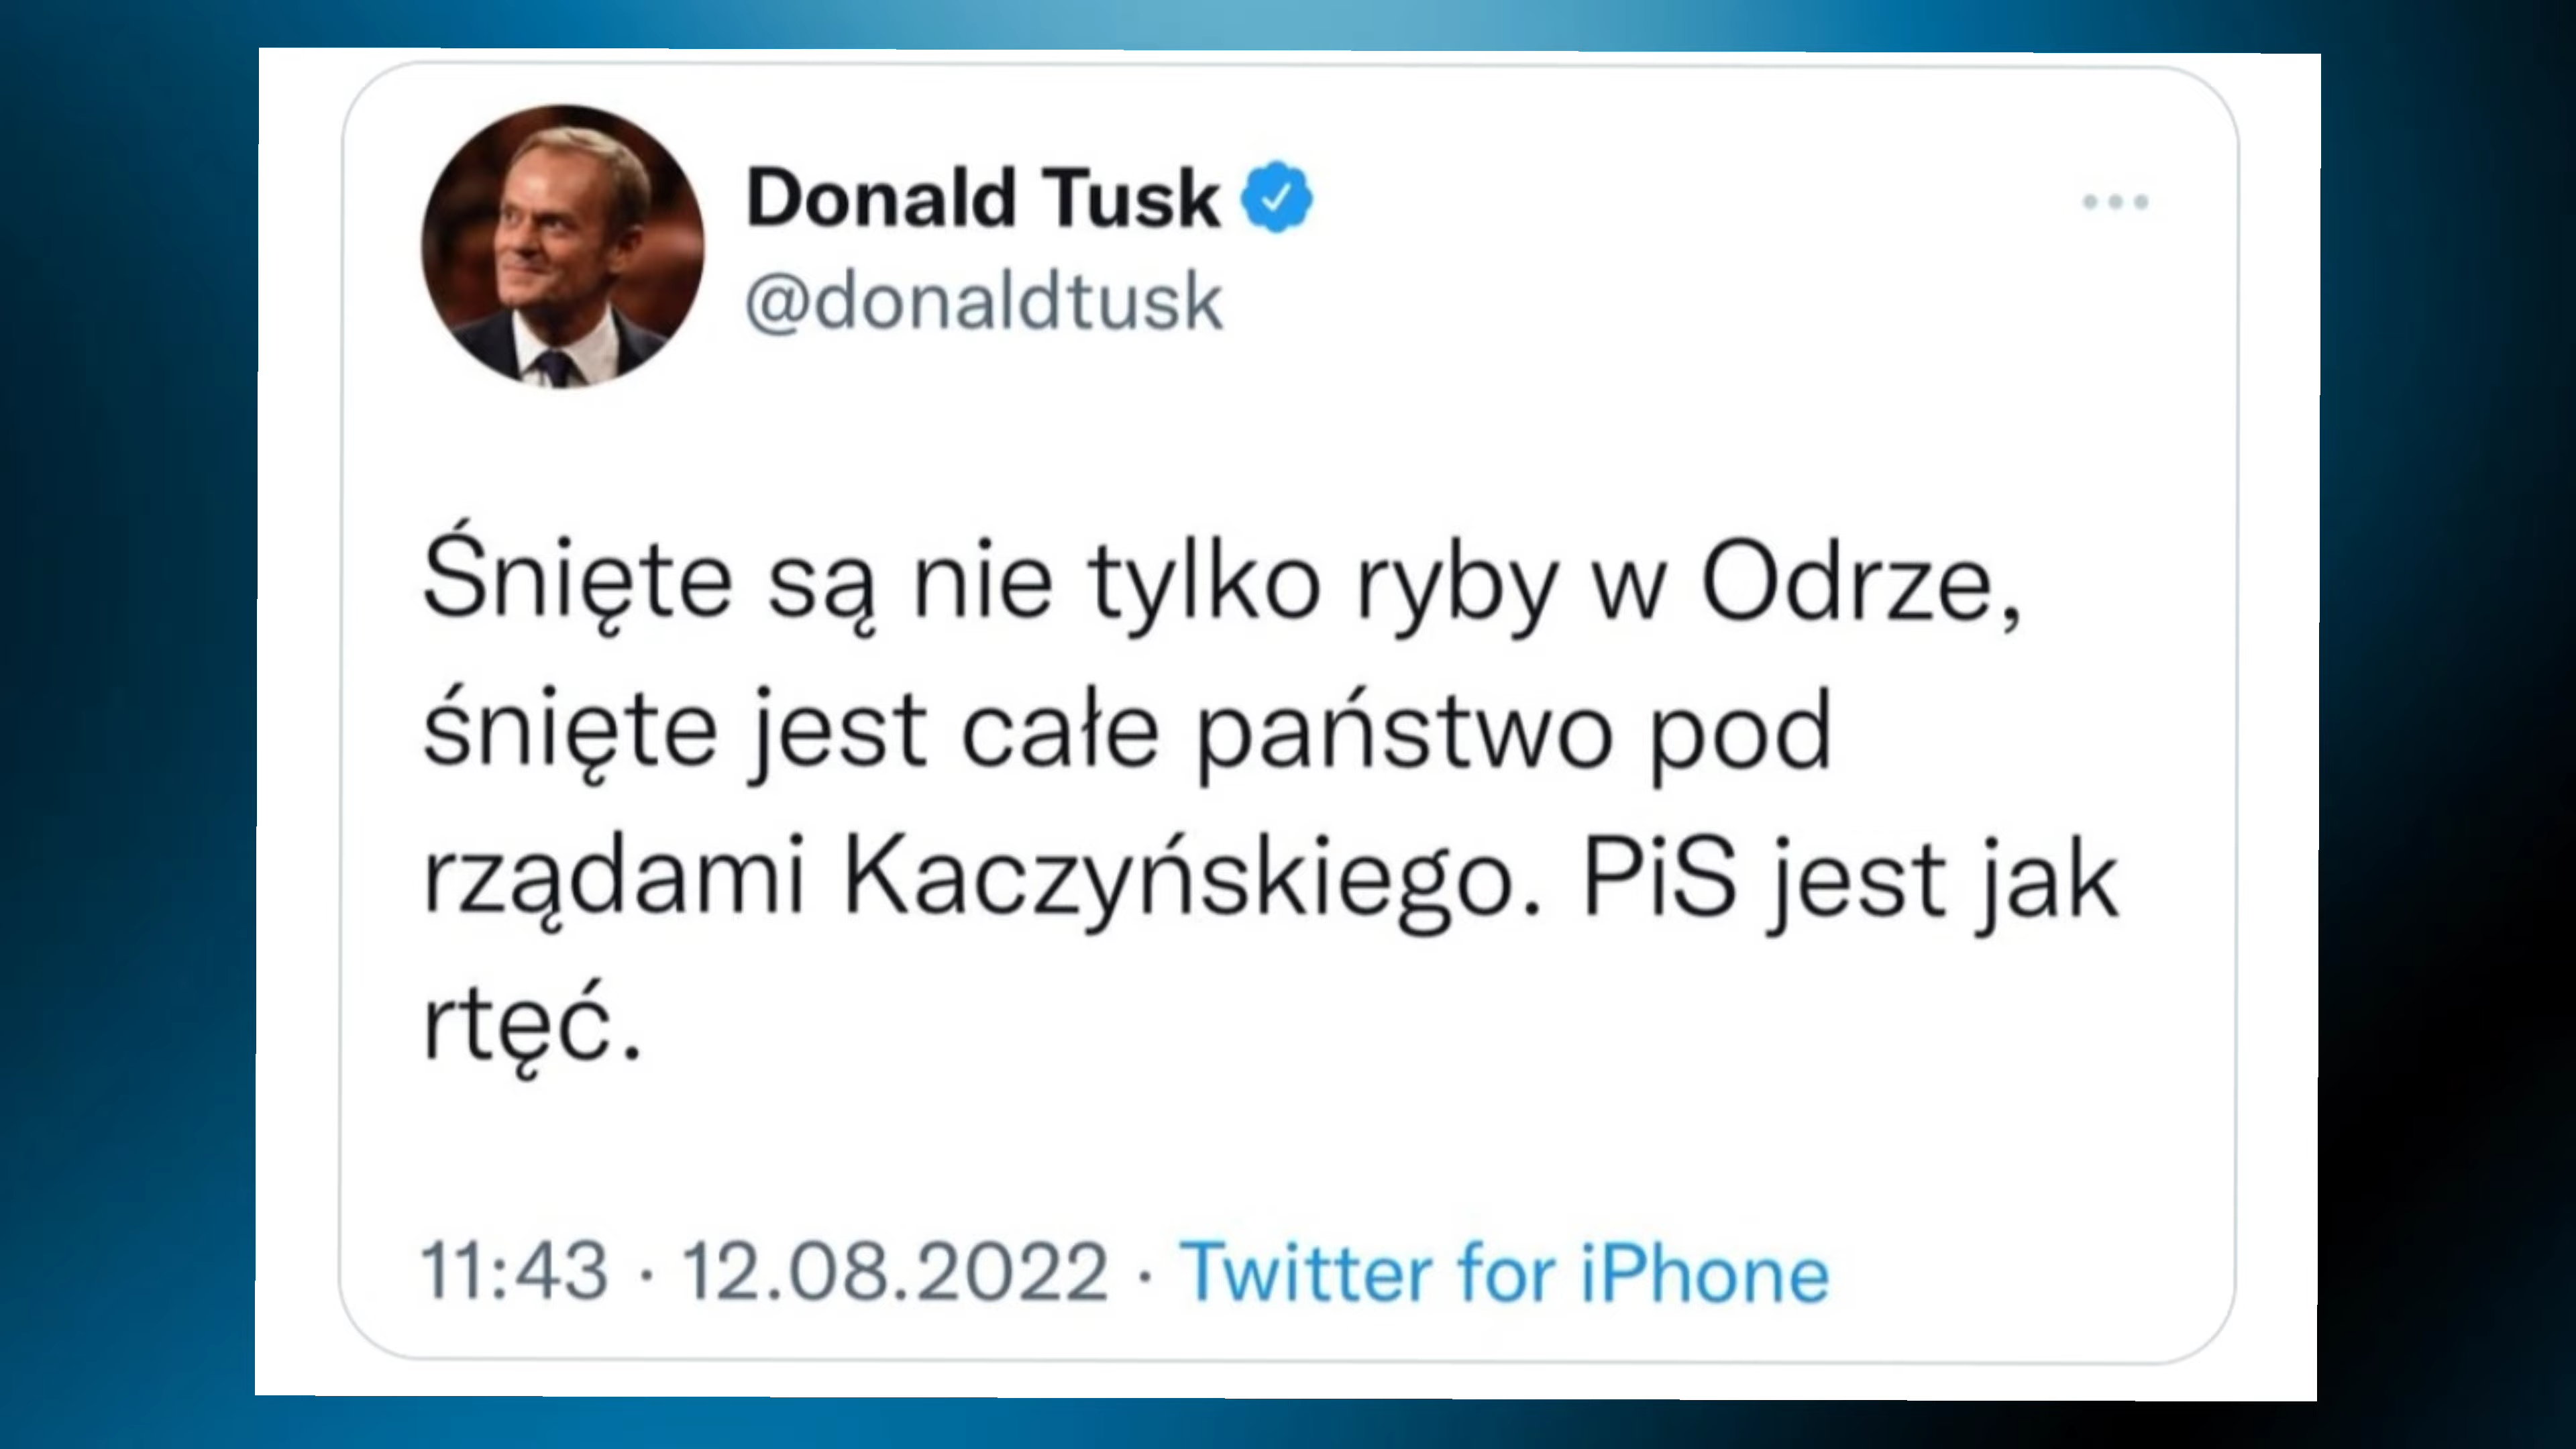 Donald Tusk
@donaldtusk
Śnięte są nie tylko ryby w Odrze,
śnięte jest całe państwo pod
rządami Kaczyńskiego. PiS jest jak
rtęć.
11:43 · 12.08.2022 · Twitter for iPhone